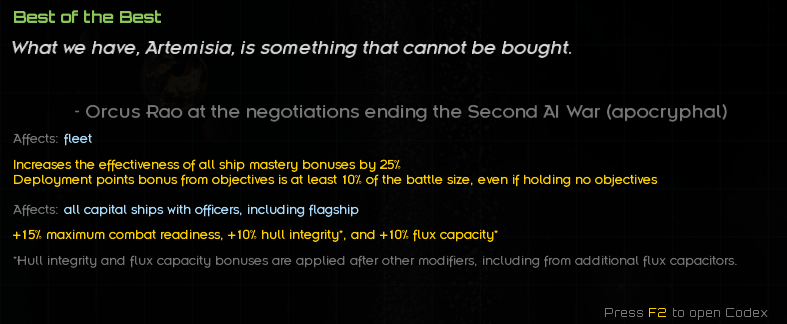 Best of the Best
What we have, Artemisia, is something that cannot be bought.
- Orcus Rao at the negotiations ending the Second AI War (apocryphal)
Affects: fleet
Increases the effectiveness of all ship mastery bonuses by 25%
Deployment points bonus from objectives is at least 10% of the battle size, even if holding no objectives
Affects: all capital ships with officers, including flagship
+15% maximum combat readiness, +10% hull integrity*, and +10% flux capacity*
*Hull integrity and flux capacity bonuses are applied after other modifiers, including from additional flux capacitors.
Press F2 to open Codex